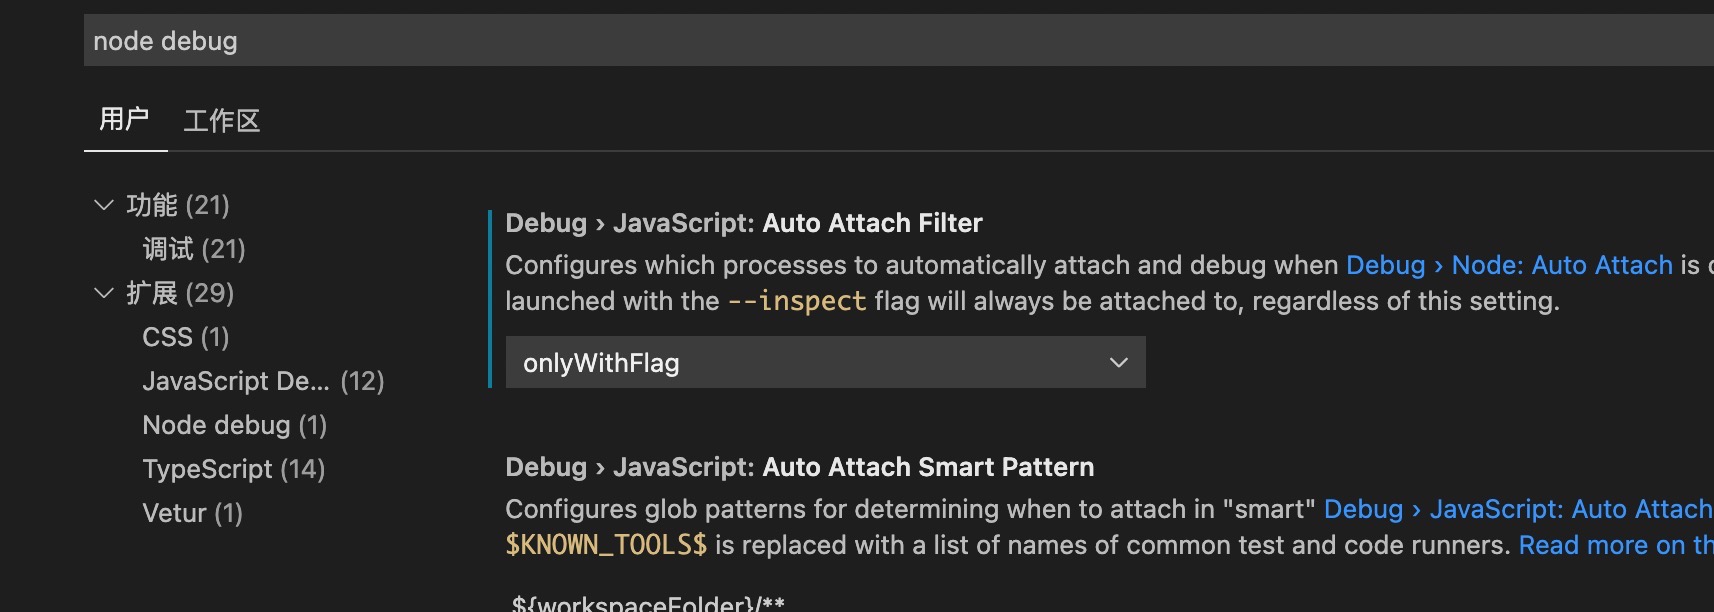 node debug
用户 工作区
功能 (21)
调试 (21)
扩展 (29)
CSS (1)
JavaScript De... (12)
Node debug (1)
TypeScript (14)
Vetur (1)
Debug › JavaScript: Auto Attach Filter
Configures which processes to automatically attach and debug when Debug › Node: Auto Attach is
launched with the --inspect flag will always be attached to, regardless of this setting.
onlyWithFlag
Debug › JavaScript: Auto Attach Smart Pattern
Configures glob patterns for determining when to attach in "smart" Debug › JavaScript: Auto Attach
$KNOWN_TOOLS$ is replaced with a list of names of common test and code runners. Read more on
${workspaceFolder}/**